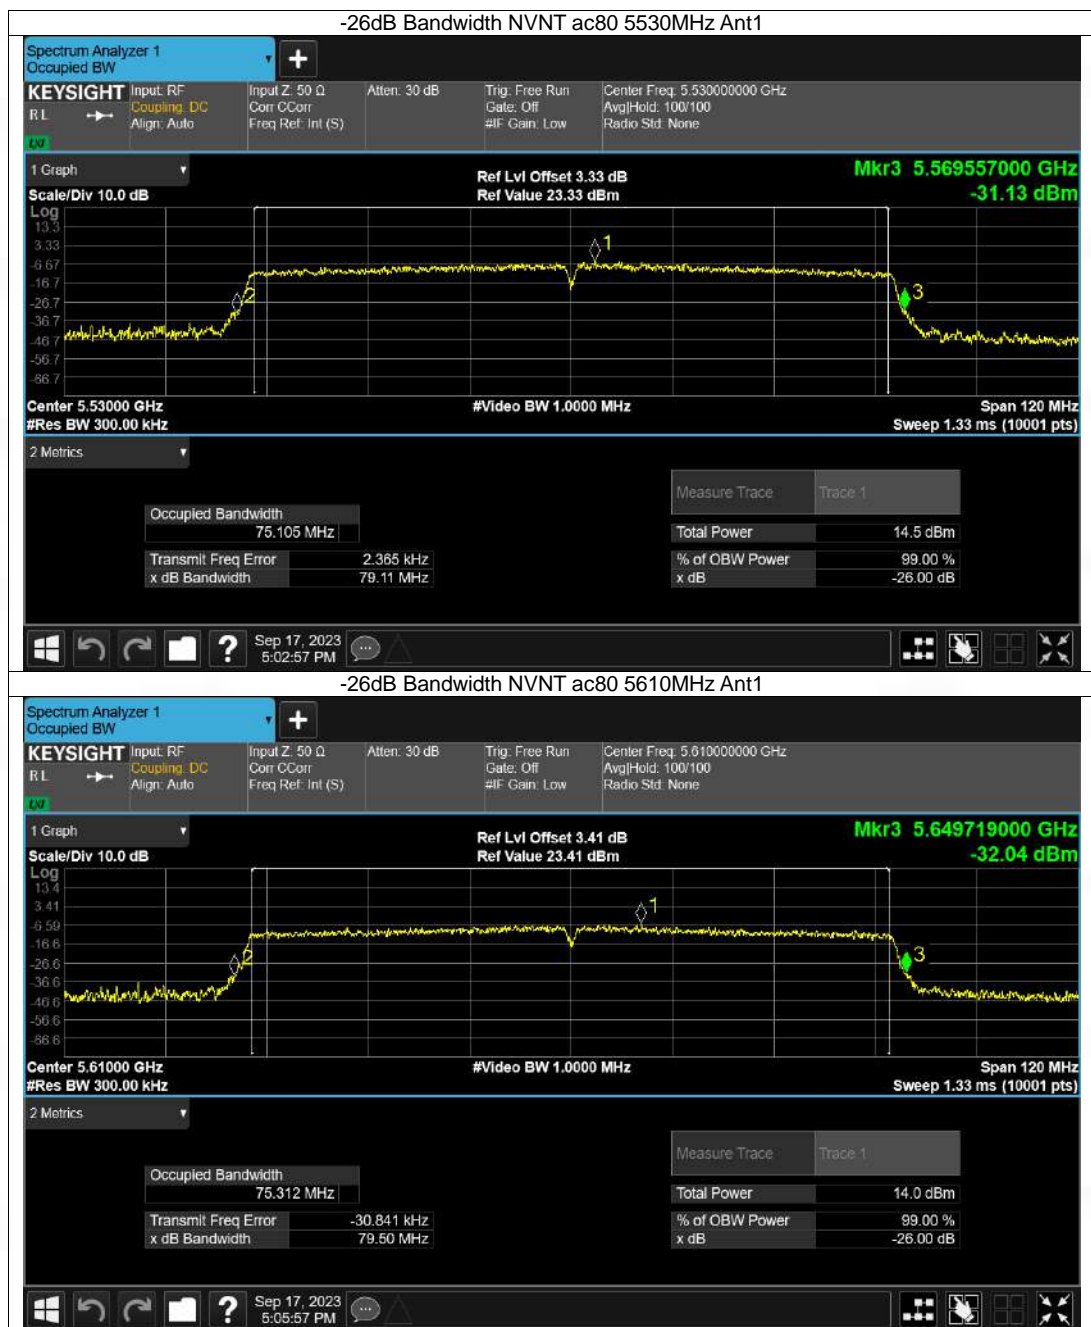 -26dB Bandwidth NVNT ac80 5530MHz Ant1
Spectrum Analyzer 1
Occupied BW
KEYSIGHT Input: RF Input Z: 50 Ω Atten: 30 dB Trig: Free Run Center Freq: 5.530000000 GHz
R L Coupling: DC Corr CCorr Gate: Off Avg|Hold: 100/100
Align: Auto Freq Ref: Int (S) #IF Gain: Low Radio Std: None
LXI
1 Graph Ref Lvl Offset 3.33 dB Mkr3 5.569557000 GHz
Scale/Div 10.0 dB Ref Value 23.33 dBm -31.13 dBm
Log
13.3
3.33
-6.67
-16.7
-26.7
-36.7
-46.7
-56.7
-66.7
1
2
3
Center 5.53000 GHz #Video BW 1.0000 MHz Span 120 MHz
#Res BW 300.00 kHz Sweep 1.33 ms (10001 pts)
2 Metrics
Measure Trace Trace 1
Occupied Bandwidth
75.105 MHz Total Power 14.5 dBm
Transmit Freq Error 2.365 kHz % of OBW Power 99.00 %
x dB Bandwidth 79.11 MHz x dB -26.00 dB
Sep 17, 2023
5:02:57 PM
-26dB Bandwidth NVNT ac80 5610MHz Ant1
Spectrum Analyzer 1
Occupied BW
KEYSIGHT Input: RF Input Z: 50 Ω Atten: 30 dB Trig: Free Run Center Freq: 5.610000000 GHz
R L Coupling: DC Corr CCorr Gate: Off Avg|Hold: 100/100
Align: Auto Freq Ref: Int (S) #IF Gain: Low Radio Std: None
LXI
1 Graph Ref Lvl Offset 3.41 dB Mkr3 5.649719000 GHz
Scale/Div 10.0 dB Ref Value 23.41 dBm -32.04 dBm
Log
13.4
3.41
-6.59
-16.6
-26.6
-36.6
-46.6
-56.6
-66.6
1
2
3
Center 5.61000 GHz #Video BW 1.0000 MHz Span 120 MHz
#Res BW 300.00 kHz Sweep 1.33 ms (10001 pts)
2 Metrics
Measure Trace Trace 1
Occupied Bandwidth
75.312 MHz Total Power 14.0 dBm
Transmit Freq Error -30.841 kHz % of OBW Power 99.00 %
x dB Bandwidth 79.50 MHz x dB -26.00 dB
Sep 17, 2023
5:05:57 PM